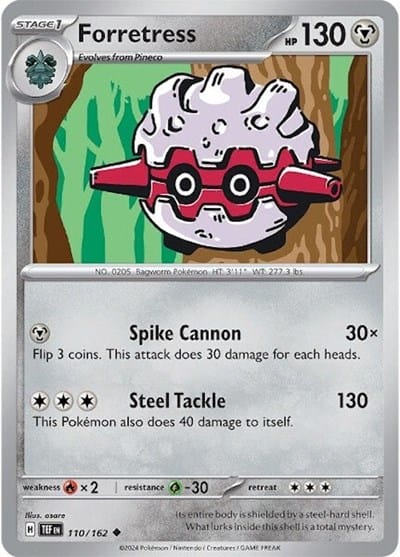 STAGE 1
Forretress
HP 130
Evolves from Pineco
NO. 0205 Bagworm Pokémon HT: 3'11" WT: 277.3 lbs.
Spike Cannon 30×
Flip 3 coins. This attack does 30 damage for each heads.
Steel Tackle 130
This Pokémon also does 40 damage to itself.
weakness × 2 resistance -30 retreat
Illus. osare
H TEF EN 110/162
Its entire body is shielded by a steel-hard shell.
What lurks inside this shell is a total mystery.
©2024 Pokémon / Nintendo / Creatures / GAME FREAK